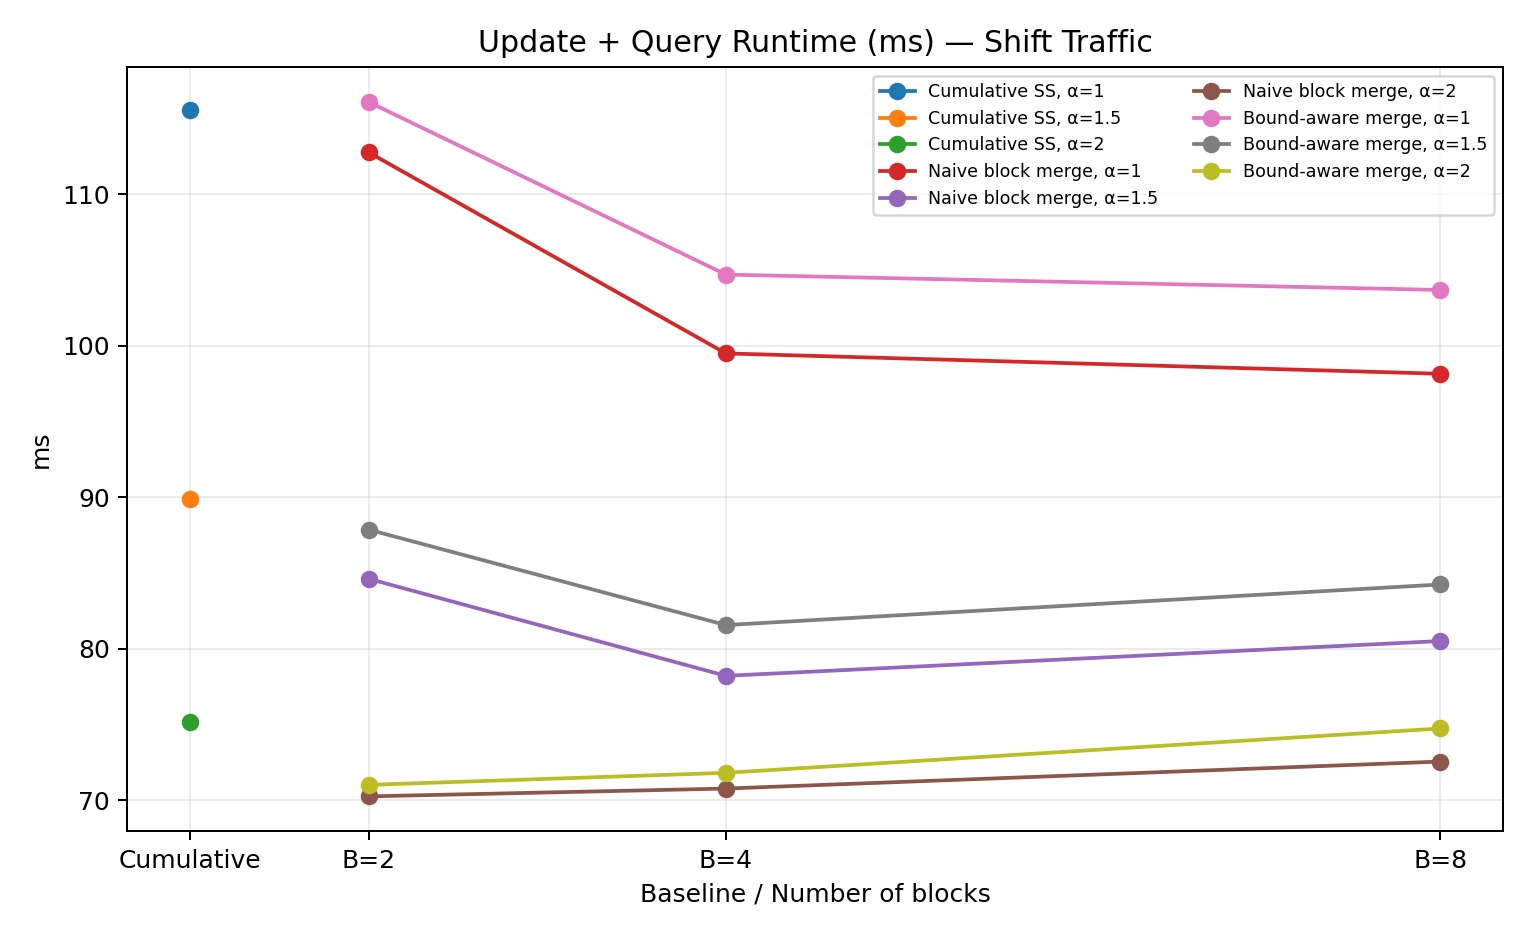 Update + Query Runtime (ms) — Shift Traffic
Cumulative SS, α=1
Cumulative SS, α=1.5
Cumulative SS, α=2
Naive block merge, α=1
Naive block merge, α=1.5
Naive block merge, α=2
Bound-aware merge, α=1
Bound-aware merge, α=1.5
Bound-aware merge, α=2
ms
110
100
90
80
70
Cumulative
B=2
B=4
B=8
Baseline / Number of blocks